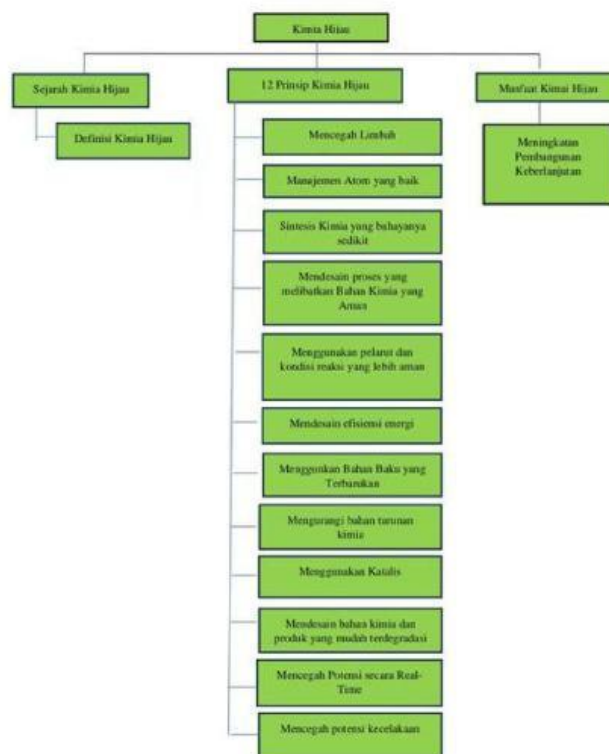 Kimia Hijau
Sejarah Kimia Hijau
12 Prinsip Kimia Hijau
Manfaat Kimai Hijau
Definisi Kimia Hijau
Meningkatan
Pembangunan
Keberlanjutan
Mencegah Limbah
Manajemen Atom yang baik
Sintesis Kimia yang bahayanya
sedikit
Mendesain proses yang
melibatkan Bahan Kimia yang
Aman
Menggunakan pelarut dan
kondisi reaksi yang lebih aman
Mendesain efisiensi energi
Menggunkan Bahan Baku yang
Terbarukan
Mengurangi bahan turunan
kimia
Menggunakan Katalis
Mendesain bahan kimia dan
produk yang mudah terdegradasi
Mencegah Potensi secara Real-
Time
Mencegah potensi kecelakaan